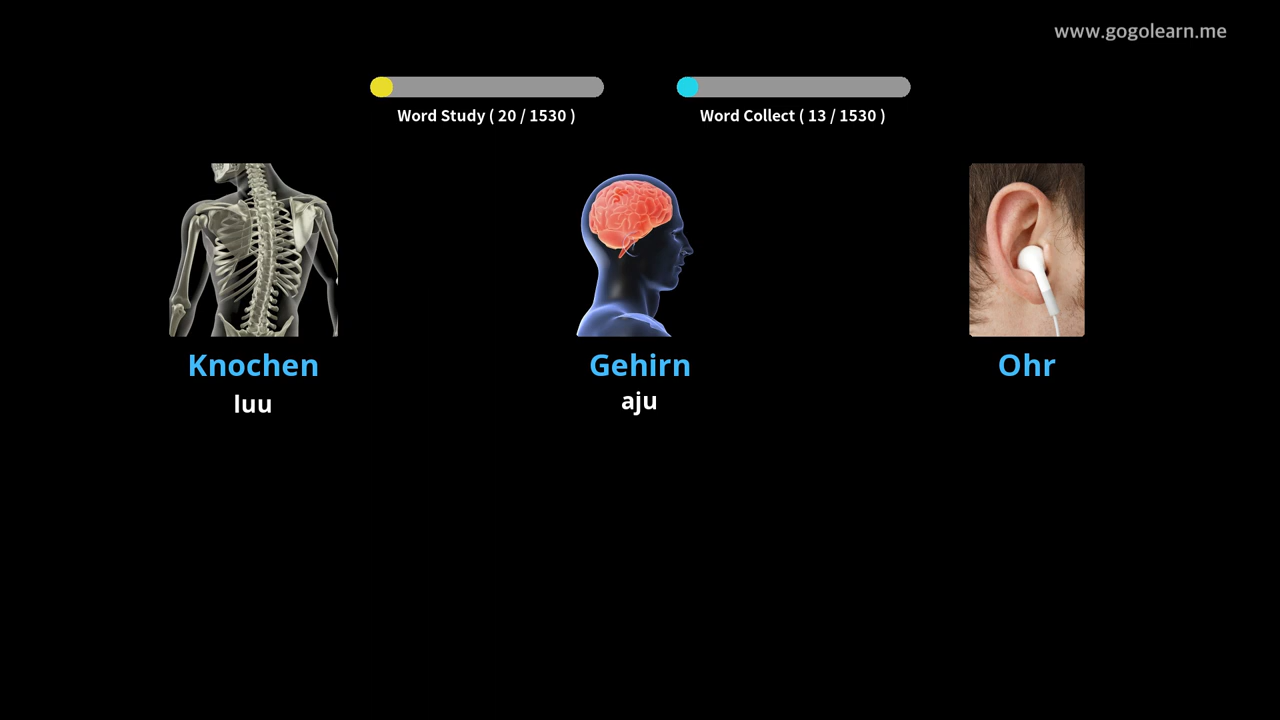 www.gogolearn.me
Word Study ( 20 / 1530 )
Word Collect ( 13 / 1530 )
Knochen
luu
Gehirn
aju
Ohr